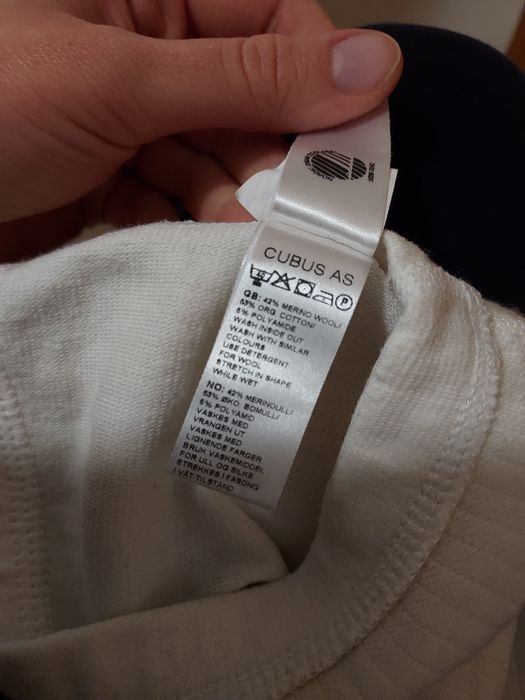 CUBUS AS
40 P
GB: 42% MERINO WOOL/
53% ORG. COTTON/
5% POLYAMIDE
WASH INSIDE OUT
WASH WITH SIMILAR
COLOURS
USE DETERGENT
FOR WOOL
STRETCH IN SHAPE
WHILE WET
NO: 42% MERINOULL/
53% ØKO. BOMULL/
5% POLYAMID
VASKES MED
VRANGEN UT
VASKES MED
LIGNENDE FARGER
BRUK VASKEMIDDEL
FOR ULL OG SILKE
STREKKES I FASONG
I VÅT TILSTAND